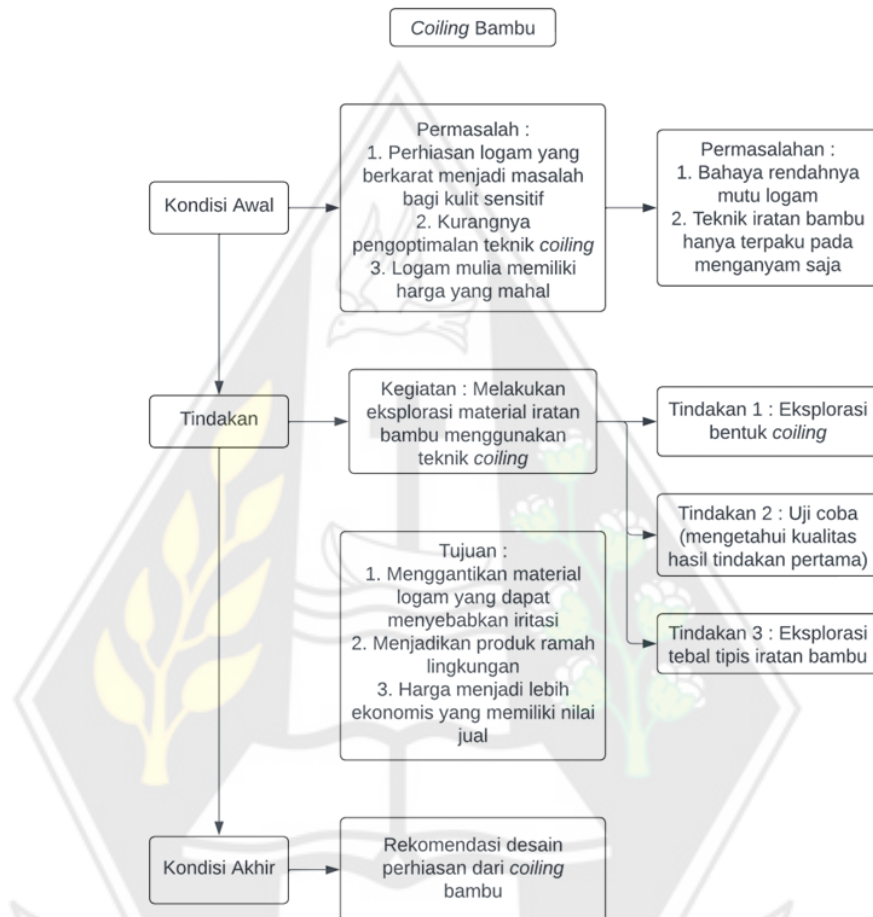 Coiling Bambu
Kondisi Awal
Permasalah :
1. Perhiasan logam yang
berkarat menjadi masalah
bagi kulit sensitif
2. Kurangnya
pengoptimalan teknik coiling
3. Logam mulia memiliki
harga yang mahal
Permasalahan :
1. Bahaya rendahnya
mutu logam
2. Teknik iratan bambu
hanya terpaku pada
menganyam saja
Tindakan
Kegiatan : Melakukan
eksplorasi material iratan
bambu menggunakan
teknik coiling
Tindakan 1 : Eksplorasi
bentuk coiling
Tindakan 2 : Uji coba
(mengetahui kualitas
hasil tindakan pertama)
Tindakan 3 : Eksplorasi
tebal tipis iratan bambu
Tujuan :
1. Menggantikan material
logam yang dapat
menyebabkan iritasi
2. Menjadikan produk ramah
lingkungan
3. Harga menjadi lebih
ekonomis yang memiliki nilai
jual
Kondisi Akhir
Rekomendasi desain
perhiasan dari coiling
bambu